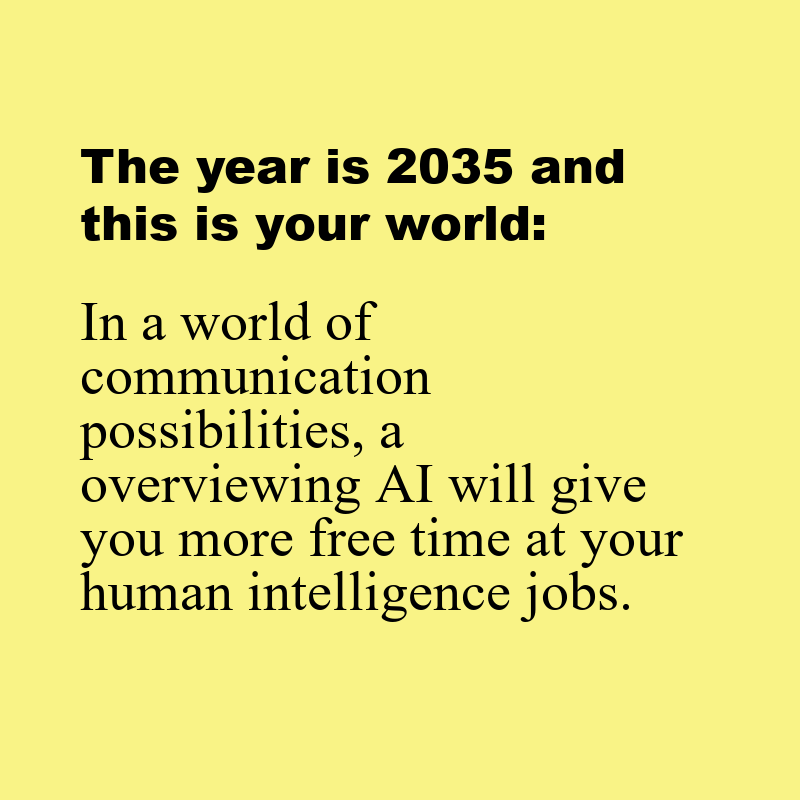 The year is 2035 and
this is your world:
In a world of
communication
possibilities, a
overviewing AI will give
you more free time at your
human intelligence jobs.